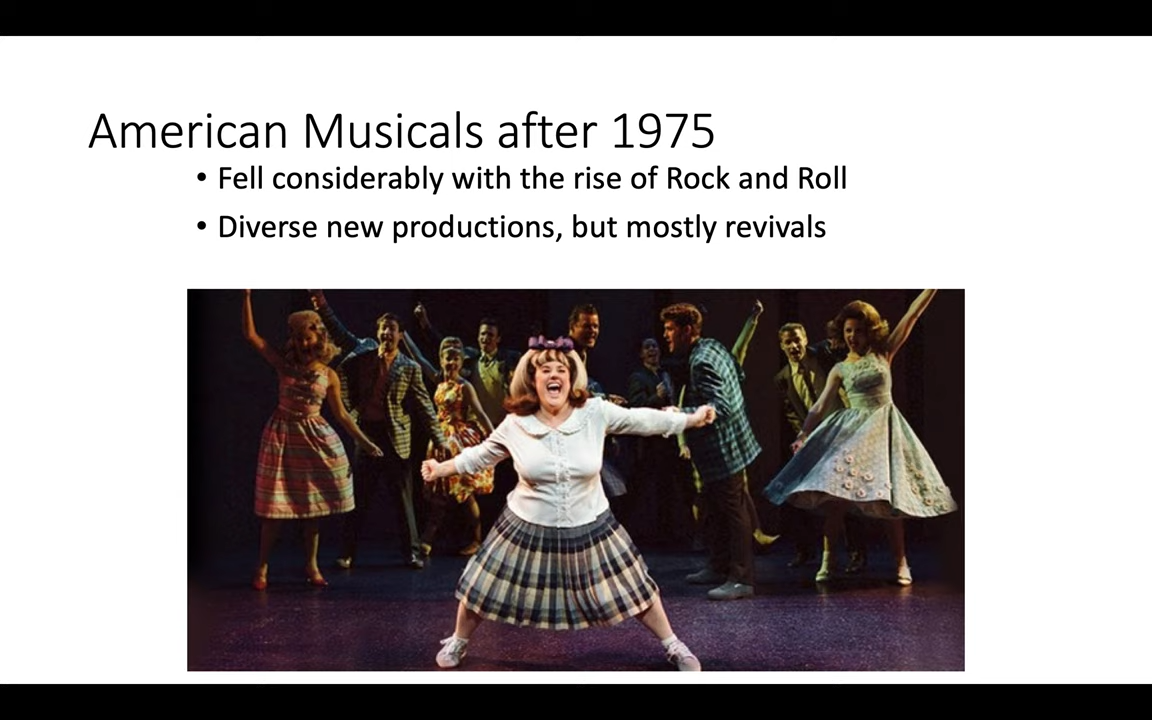 American Musicals after 1975
• Fell considerably with the rise of Rock and Roll
• Diverse new productions, but mostly revivals